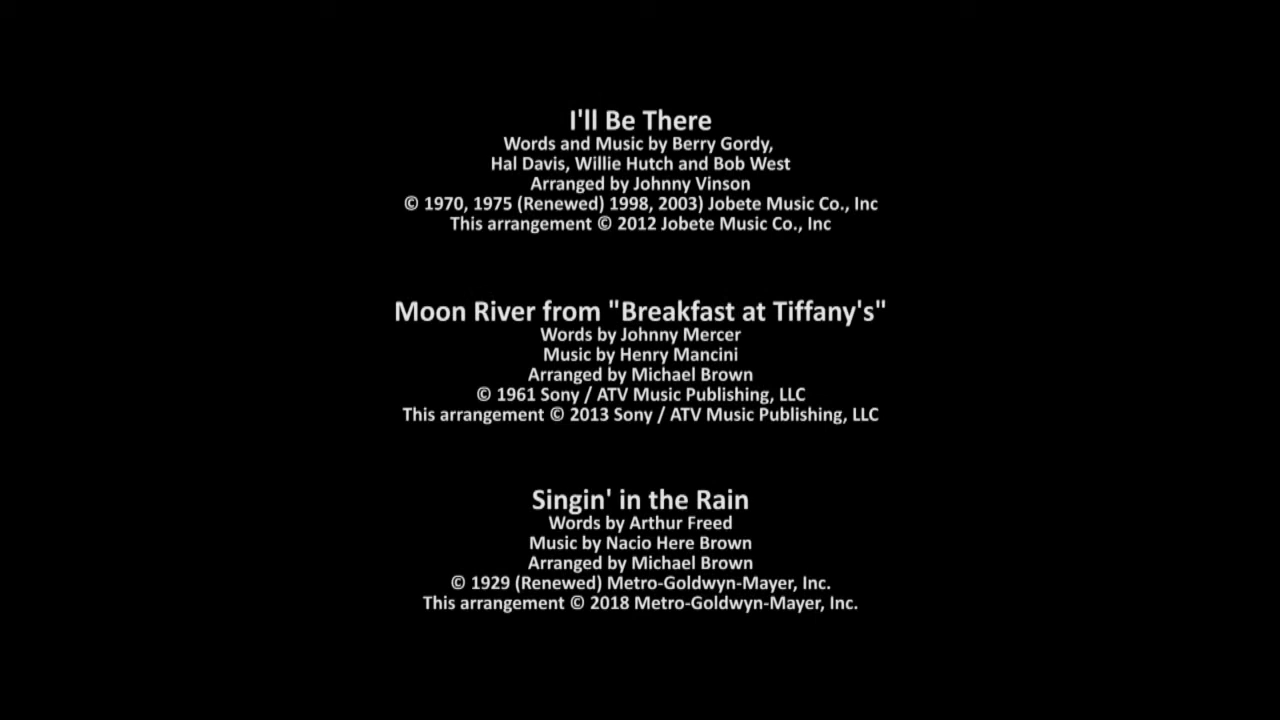 I'll Be There
Words and Music by Berry Gordy,
Hal Davis, Willie Hutch and Bob West
Arranged by Johnny Vinson
© 1970, 1975 (Renewed) 1998, 2003) Jobete Music Co., Inc
This arrangement © 2012 Jobete Music Co., Inc
Moon River from "Breakfast at Tiffany's"
Words by Johnny Mercer
Music by Henry Mancini
Arranged by Michael Brown
© 1961 Sony / ATV Music Publishing, LLC
This arrangement © 2013 Sony / ATV Music Publishing, LLC
Singin' in the Rain
Words by Arthur Freed
Music by Nacio Here Brown
Arranged by Michael Brown
© 1929 (Renewed) Metro-Goldwyn-Mayer, Inc.
This arrangement © 2018 Metro-Goldwyn-Mayer, Inc.